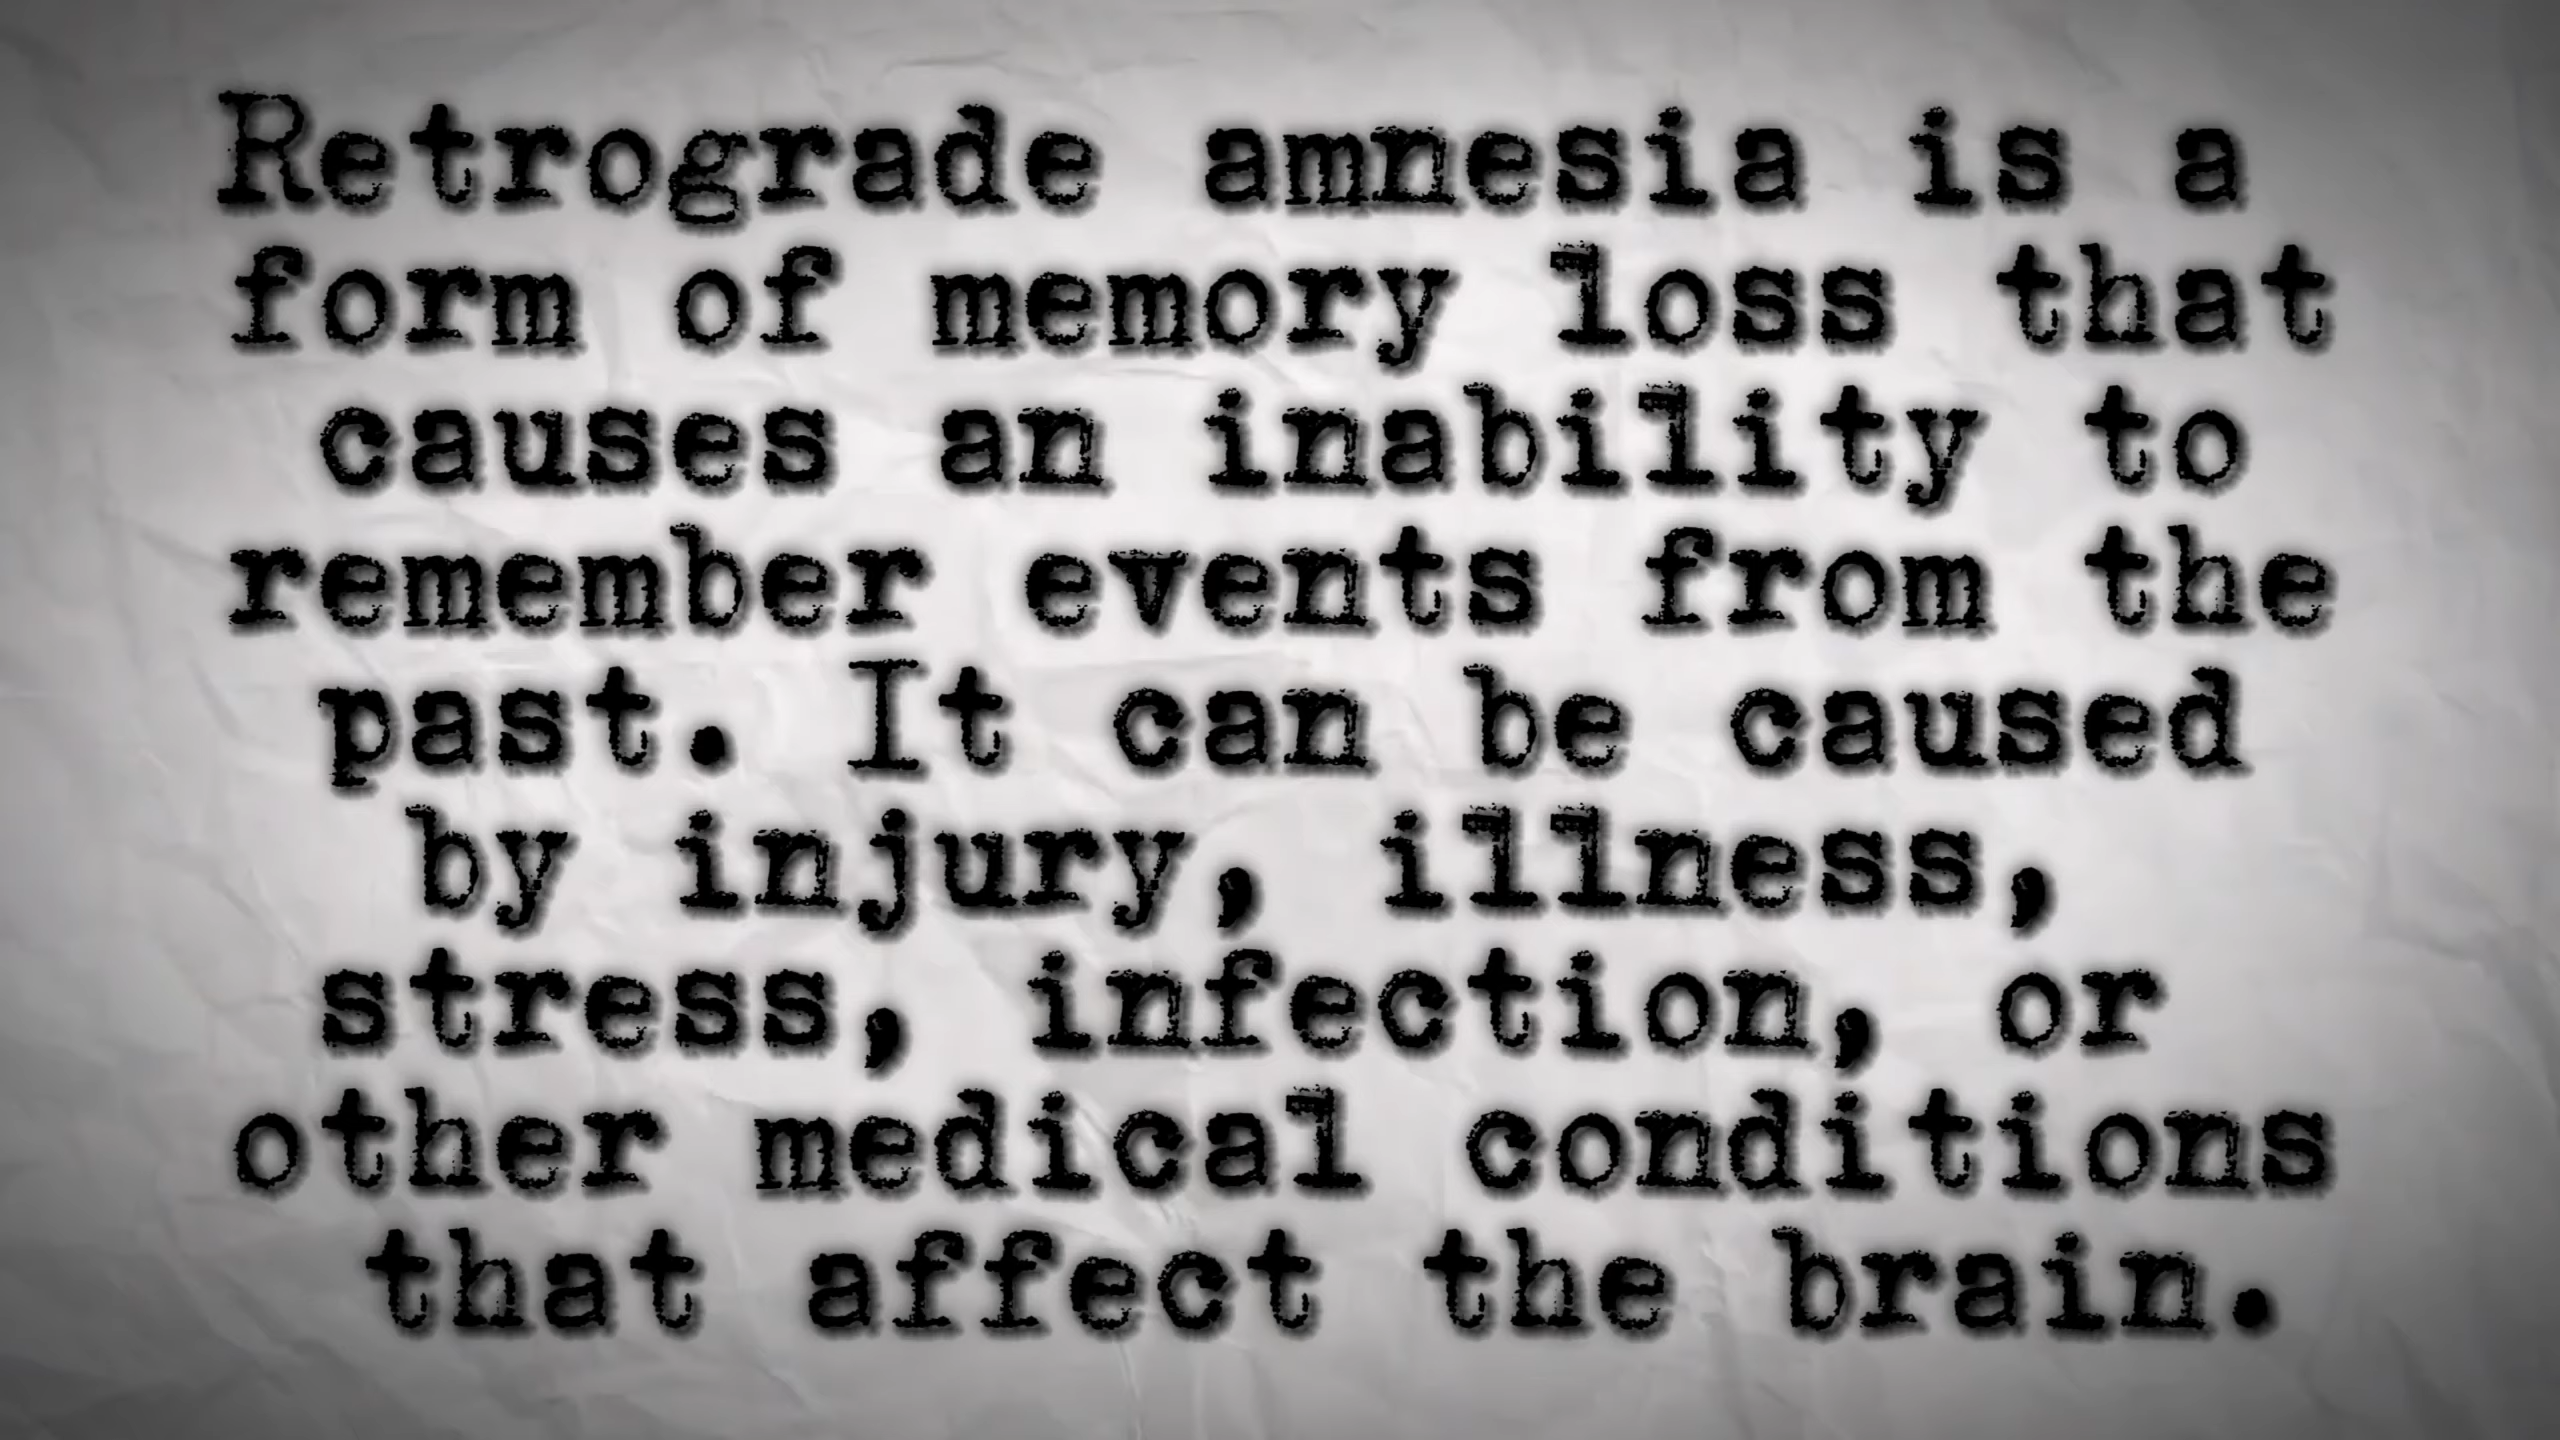 Retrograde amnesia is a
form of memory loss that
causes an inability to
remember events from the
past. It can be caused
by injury, illness,
stress, infection, or
other medical conditions
that affect the brain.